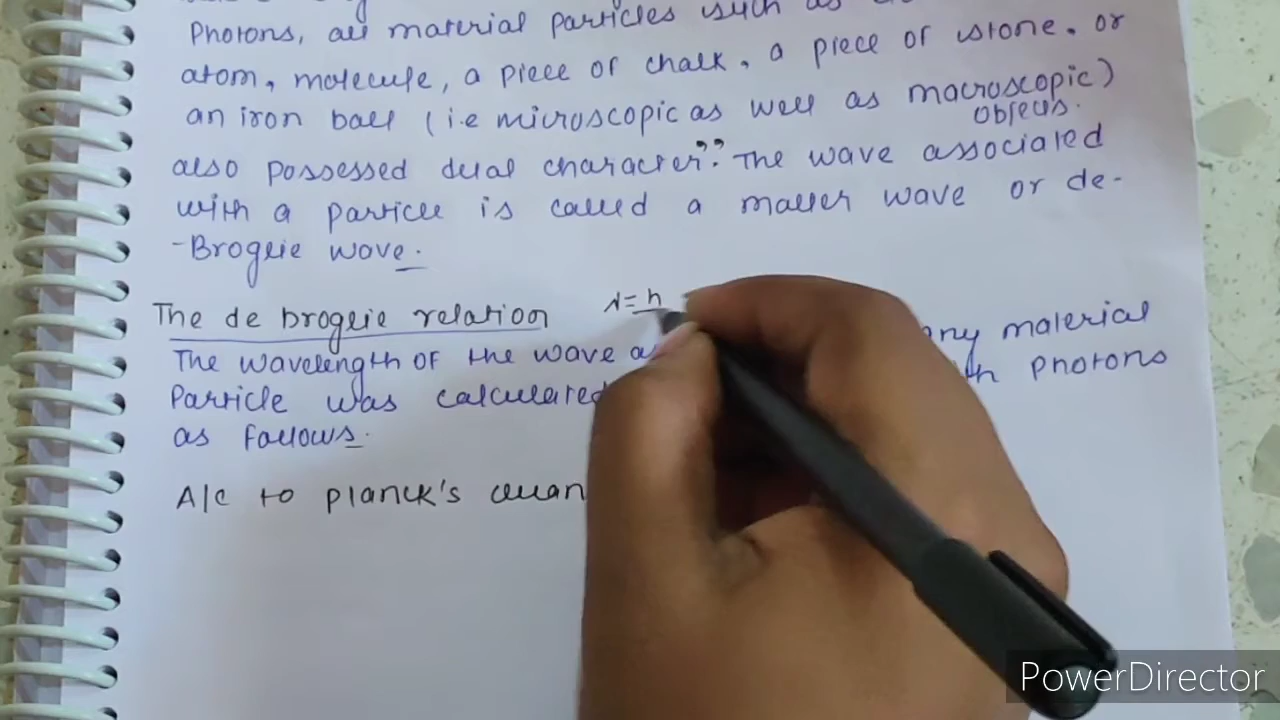 Photons, all material particles such as
atom, molecule, a piece of chalk, a piece of stone. or
an iron ball (i.e microscopic as well as macroscopic)
objects.
also possessed dual character". The wave associated
with a particle is called a matter wave or de-
-Broglie wave.
The de broglie relation λ=h
The wavelength of the wave any material
Particle was calculated photons
as follows.
A/c to planck's
PowerDirector